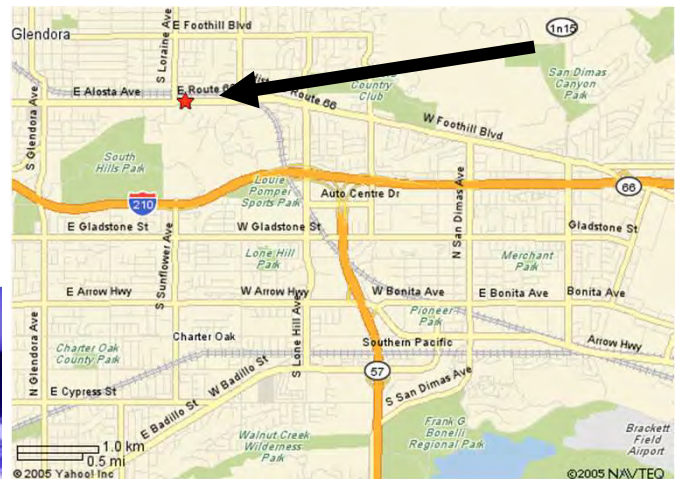 Glendora
E Foothill Blvd
1n15
S Loraine Ave
E Alosta Ave
E Route 66
Route 66
Country
Club
San Dimas
Canyon
Park
W Foothill Blvd
S Glendora Ave
South
Hills Park
Louie
Pomper
Sports Park
Auto Centre Dr
66
210
N San Dimas Ave
E Gladstone St
W Gladstone St
Gladstone St
S Sunflower Ave
Lone Hill
Park
Merchant
Park
E Arrow Hwy
W Arrow Hwy
W Bonita Ave
E Bonita Ave
Bonita Ave
Pioneer
Park
N Glendora Ave
Charter Oak
County Park
Charter Oak
S Lone Hill Ave
Southern Pacific
Arrow Hwy
57
W Badillo St
E Cypress St
E Badillo St
S San Dimas Ave
Walnut Creek
Wilderness
Park
Frank G
Bonelli
Regional Park
Brackett
Field
Airport
1.0 km
0.5 mi
©2005 Yahoo! Inc
©2005 NAVTEQ